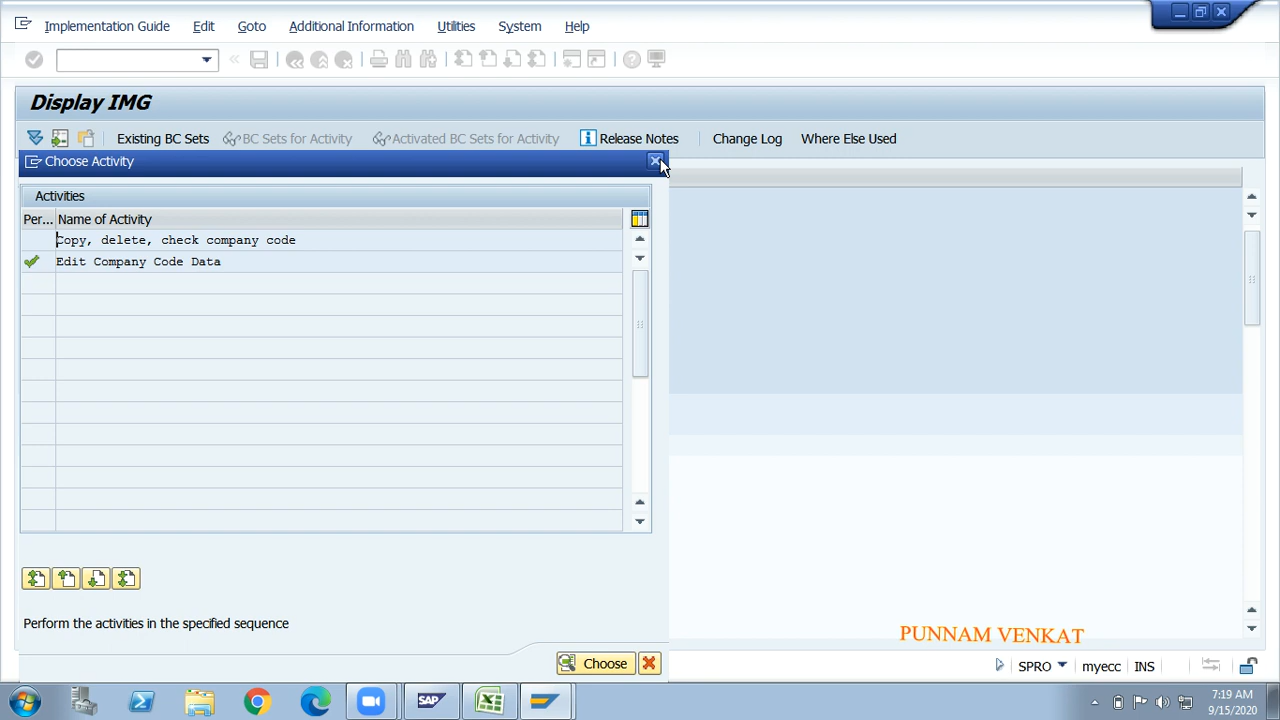 Implementation Guide Edit Goto Additional Information Utilities System Help
Display IMG
Existing BC Sets BC Sets for Activity Activated BC Sets for Activity Release Notes Change Log Where Else Used
Choose Activity
Activities
Per... Name of Activity
Copy, delete, check company code
Edit Company Code Data
Perform the activities in the specified sequence
PUNNAM VENKAT
Choose
SPRO myecc INS
SAP
7:19 AM
9/15/2020